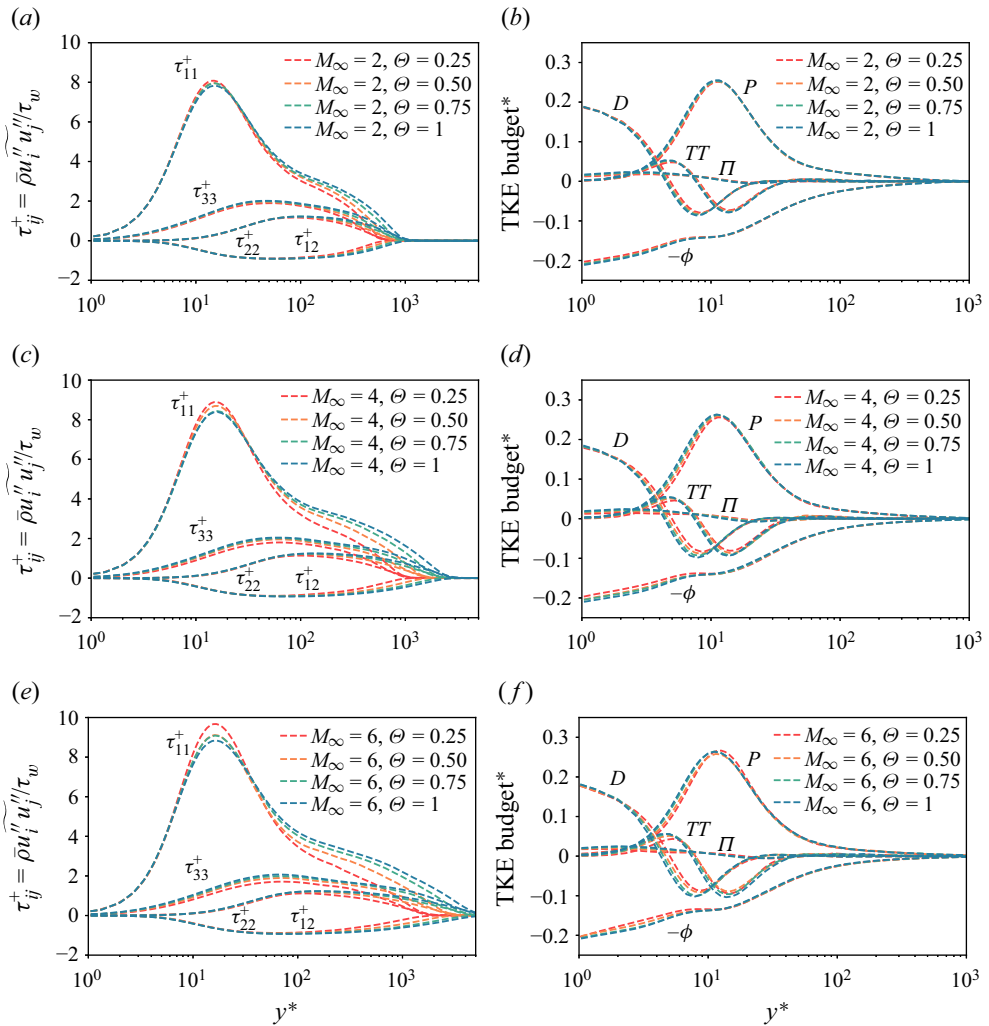 (a)
(b)
τ⁺ᵢⱼ = ρ̄u″ᵢu″ⱼ/τ_w
10
8
6
4
2
0
−2
τ⁺₁₁
τ⁺₃₃
τ⁺₂₂
τ⁺₁₂
M∞ = 2, Θ = 0.25
M∞ = 2, Θ = 0.50
M∞ = 2, Θ = 0.75
M∞ = 2, Θ = 1
10⁰ 10¹ 10² 10³
TKE budget*
0.3
0.2
0.1
0
−0.1
−0.2
D
P
TT
Π
−ϕ
M∞ = 2, Θ = 0.25
M∞ = 2, Θ = 0.50
M∞ = 2, Θ = 0.75
M∞ = 2, Θ = 1
10⁰ 10¹ 10² 10³
(c)
(d)
τ⁺ᵢⱼ = ρ̄u″ᵢu″ⱼ/τ_w
10
8
6
4
2
0
−2
τ⁺₁₁
τ⁺₃₃
τ⁺₂₂
τ⁺₁₂
M∞ = 4, Θ = 0.25
M∞ = 4, Θ = 0.50
M∞ = 4, Θ = 0.75
M∞ = 4, Θ = 1
10⁰ 10¹ 10² 10³
TKE budget*
0.3
0.2
0.1
0
−0.1
−0.2
D
P
TT
Π
−ϕ
M∞ = 4, Θ = 0.25
M∞ = 4, Θ = 0.50
M∞ = 4, Θ = 0.75
M∞ = 4, Θ = 1
10⁰ 10¹ 10² 10³
(e)
(f)
τ⁺ᵢⱼ = ρ̄u″ᵢu″ⱼ/τ_w
10
8
6
4
2
0
−2
τ⁺₁₁
τ⁺₃₃
τ⁺₂₂
τ⁺₁₂
M∞ = 6, Θ = 0.25
M∞ = 6, Θ = 0.50
M∞ = 6, Θ = 0.75
M∞ = 6, Θ = 1
10⁰ 10¹ 10² 10³
y*
TKE budget*
0.3
0.2
0.1
0
−0.1
−0.2
D
P
TT
Π
−ϕ
M∞ = 6, Θ = 0.25
M∞ = 6, Θ = 0.50
M∞ = 6, Θ = 0.75
M∞ = 6, Θ = 1
10⁰ 10¹ 10² 10³
y*